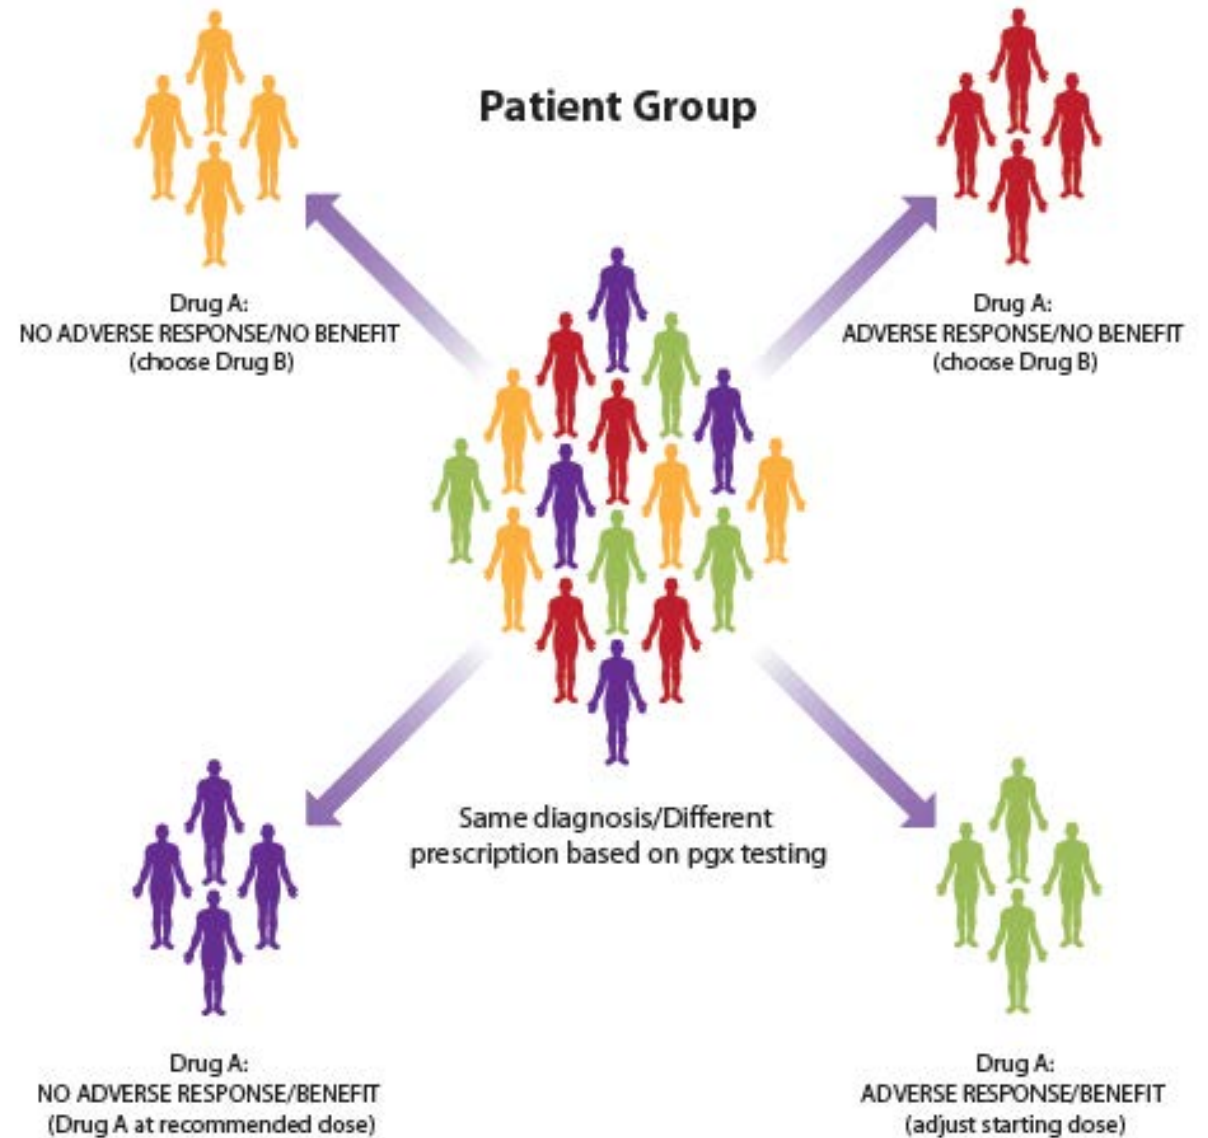 Patient Group
Drug A:
NO ADVERSE RESPONSE/NO BENEFIT
(choose Drug B)
Drug A:
ADVERSE RESPONSE/NO BENEFIT
(choose Drug B)
Same diagnosis/Different
prescription based on pgx testing
Drug A:
NO ADVERSE RESPONSE/BENEFIT
(Drug A at recommended dose)
Drug A:
ADVERSE RESPONSE/BENEFIT
(adjust starting dose)